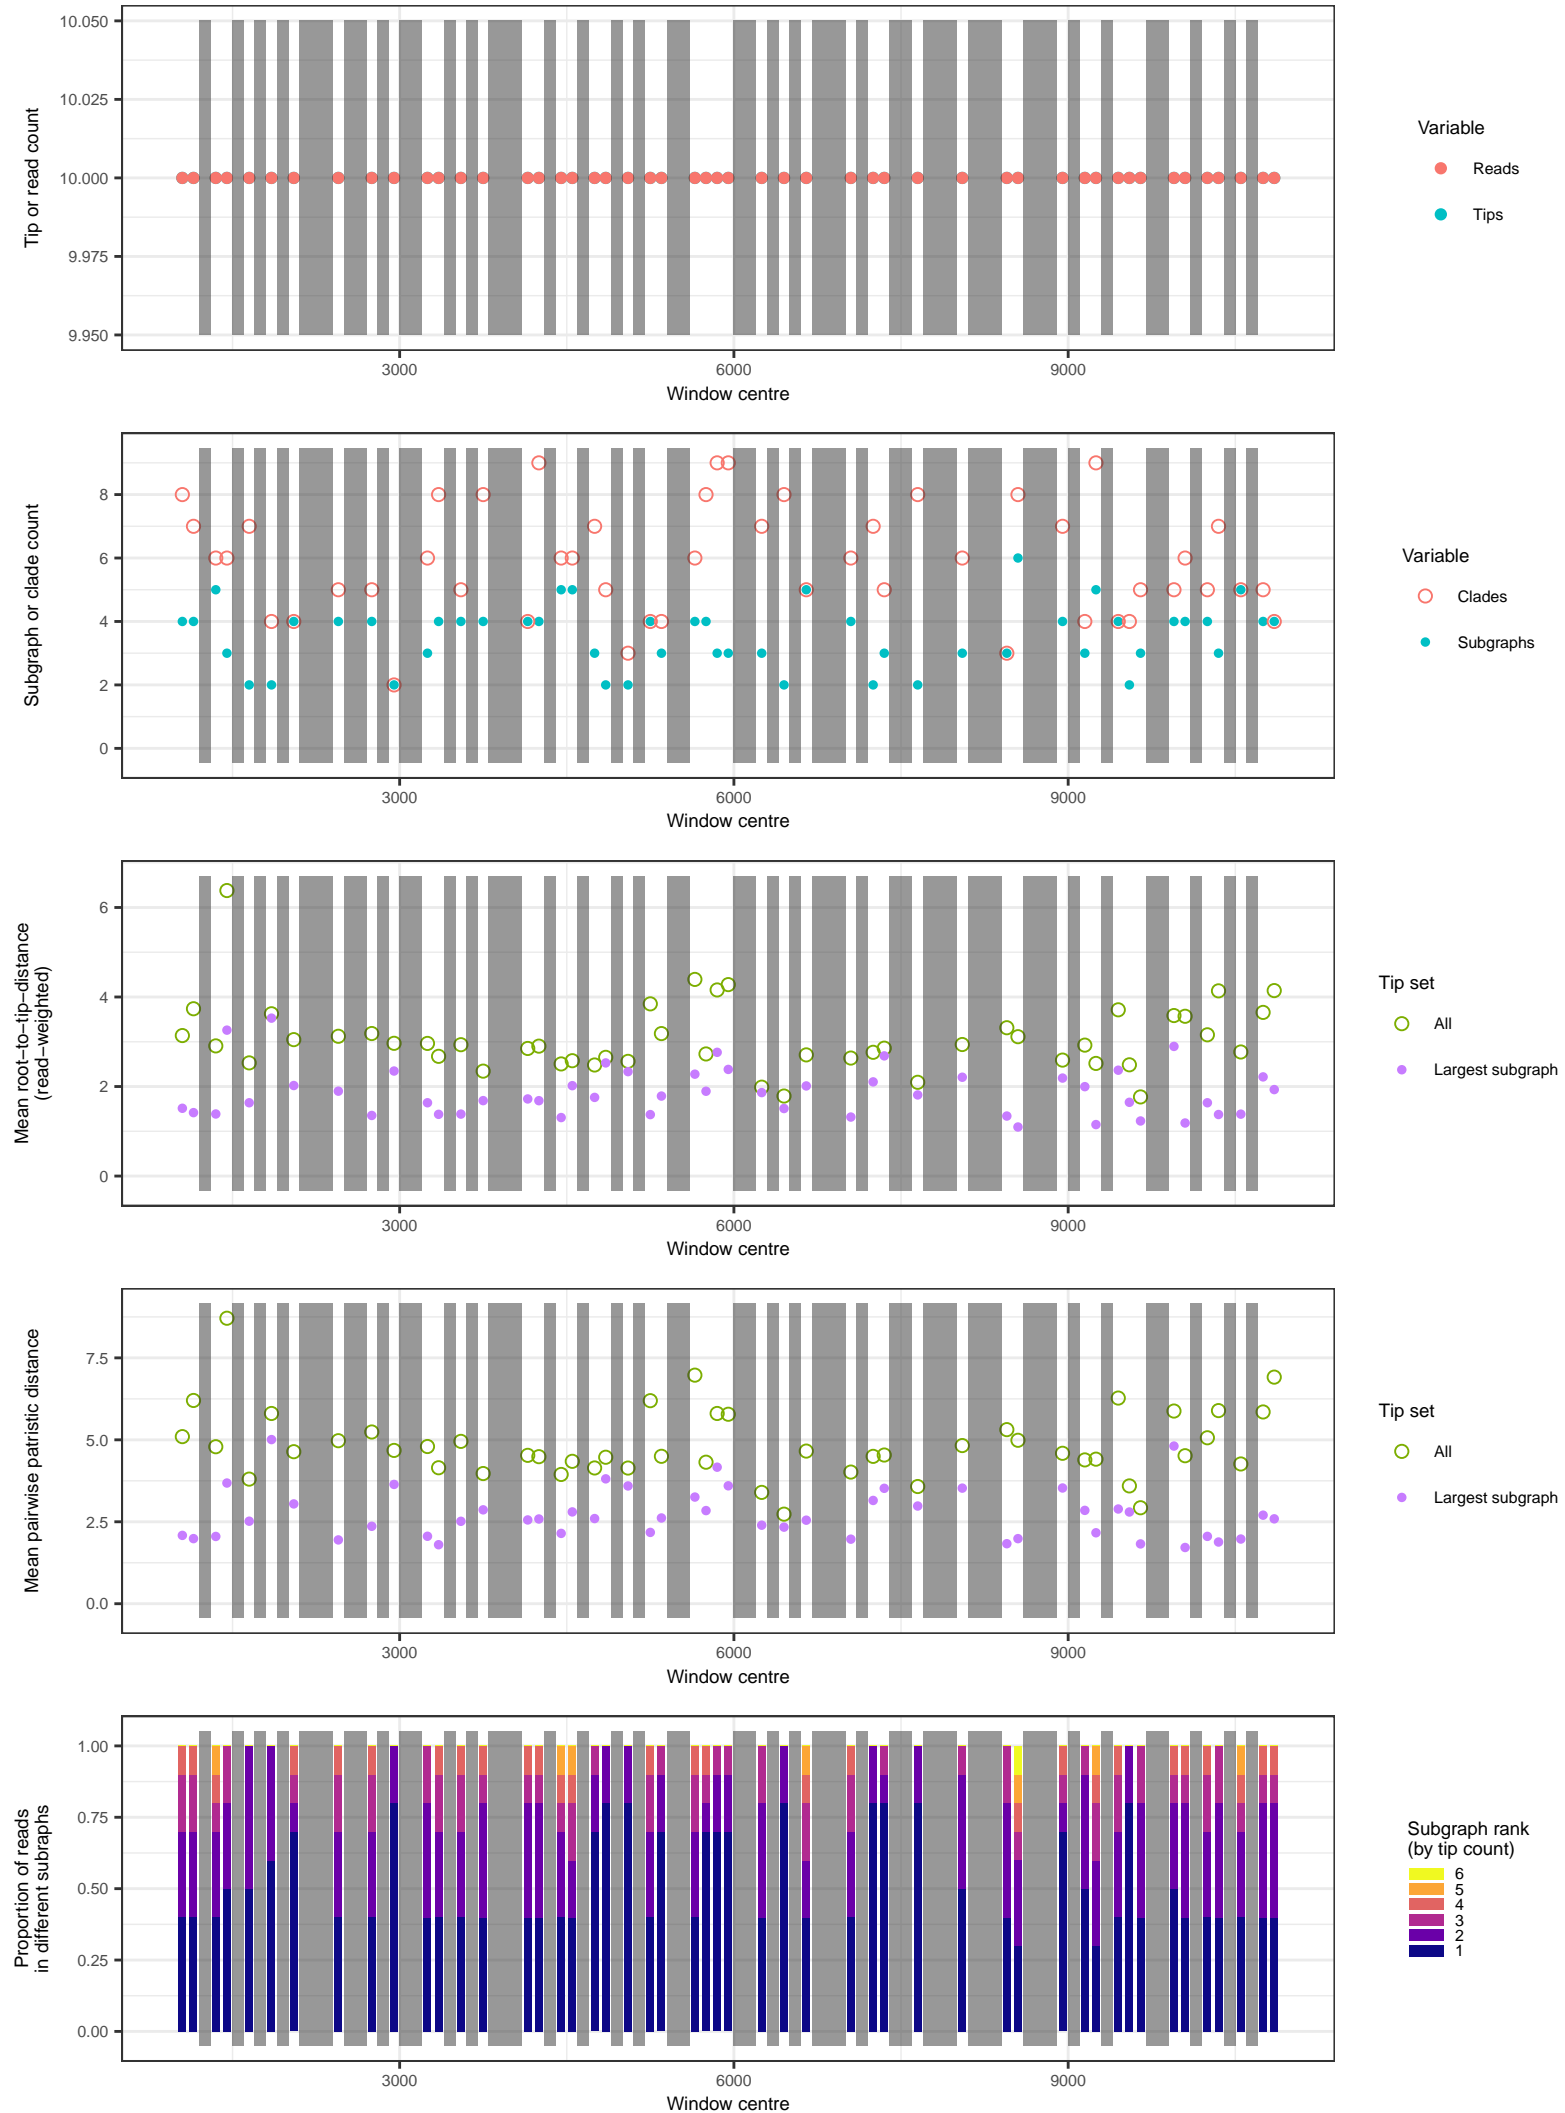 10.050
10.025
10.000
9.975
9.950
Tip or read count
3000
6000
9000
Window centre
Variable
Reads
Tips
8
6
4
2
0
Subgraph or clade count
3000
6000
9000
Window centre
Variable
Clades
Subgraphs
6
4
2
0
Mean root−to−tip−distance
(read−weighted)
3000
6000
9000
Window centre
Tip set
All
Largest subgraph
7.5
5.0
2.5
0.0
Mean pairwise patristic distance
3000
6000
9000
Window centre
Tip set
All
Largest subgraph
1.00
0.75
0.50
0.25
0.00
Proportion of reads
in different subraphs
3000
6000
9000
Window centre
Subgraph rank
(by tip count)
6
5
4
3
2
1